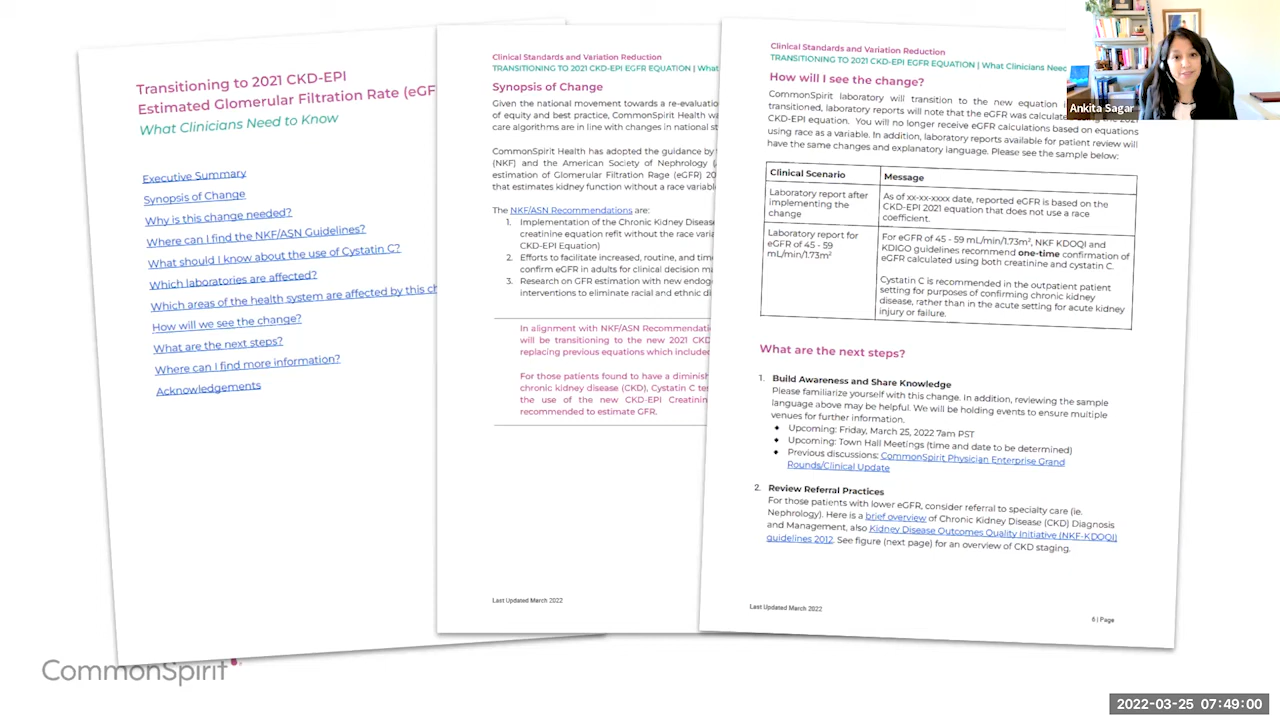 Transitioning to 2021 CKD-EPI
Estimated Glomerular Filtration Rate (eGF
What Clinicians Need to Know
Executive Summary
Synopsis of Change
Why is this change needed?
Where can I find the NKF/ASN Guidelines?
What should I know about the use of Cystatin C?
Which laboratories are affected?
Which areas of the health system are affected by this ch
How will we see the change?
What are the next steps?
Where can I find more information?
Acknowledgements
Clinical Standards and Variation Reduction
TRANSITIONING TO 2021 CKD-EPI EGFR EQUATION | What
Synopsis of Change
Given the national movement towards a re-evaluatio
of equity and best practice, CommonSpirit Health wa
care algorithms are in line with changes in national st
CommonSpirit Health has adopted the guidance by
(NKF) and the American Society of Nephrology (
estimation of Glomerular Filtration Rage (eGFR) 20
that estimates kidney function without a race variabl
The NKF/ASN Recommendations are:
1. Implementation of the Chronic Kidney Disease
creatinine equation refit without the race varia
CKD-EPI Equation)
2. Efforts to facilitate increased, routine, and time
confirm eGFR in adults for clinical decision ma
3. Research on GFR estimation with new endog
interventions to eliminate racial and ethnic di
In alignment with NKF/ASN Recommendati
will be transitioning to the new 2021 CKD
replacing previous equations which included
For those patients found to have a diminish
chronic kidney disease (CKD), Cystatin C te
the use of the new CKD-EPI Creatinin
recommended to estimate GFR.
Last Updated March 2022
Clinical Standards and Variation Reduction
TRANSITIONING TO 2021 CKD-EPI EGFR EQUATION | What Clinicians Need
How will I see the change?
CommonSpirit laboratory will transition to the new equation
transitioned, laboratory reports will note that the eGFR was calculated
CKD-EPI equation. You will no longer receive eGFR calculations based on equations
using race as a variable. In addition, laboratory reports available for patient review will
have the same changes and explanatory language. Please see the sample below:
Clinical Scenario Message
Laboratory report after implementing the change
As of xx-xx-xxxx date, reported eGFR is based on the
CKD-EPI 2021 equation that does not use a race
coefficient.
Laboratory report for eGFR of 45 - 59 mL/min/1.73m²
For eGFR of 45 - 59 mL/min/1.73m², NKF KDOQI and
KDIGO guidelines recommend one-time confirmation of
eGFR calculated using both creatinine and cystatin C.
Cystatin C is recommended in the outpatient patient
setting for purposes of confirming chronic kidney
disease, rather than in the acute setting for acute kidney
injury or failure.
What are the next steps?
1. Build Awareness and Share Knowledge
Please familiarize yourself with this change. In addition, reviewing the sample
language above may be helpful. We will be holding events to ensure multiple
venues for further information.
Upcoming: Friday, March 25, 2022 7am PST
Upcoming: Town Hall Meetings (time and date to be determined)
Previous discussions: CommonSpirit Physician Enterprise Grand
Rounds/Clinical Update
2. Review Referral Practices
For those patients with lower eGFR, consider referral to specialty care (ie.
Nephrology). Here is a brief overview of Chronic Kidney Disease (CKD) Diagnosis
and Management, also Kidney Disease Outcomes Quality Initiative (NKF-KDOQI)
guidelines 2012. See figure (next page) for an overview of CKD staging.
Last Updated March 2022
6 | Page
Ankita Sagar
CommonSpirit
2022-03-25 07:49:00